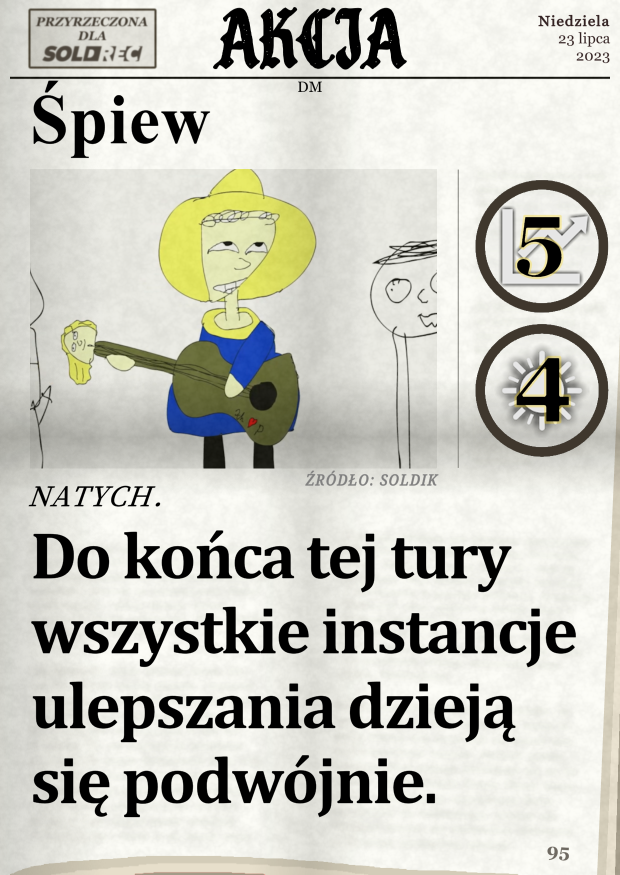 PRZYRZECZONA
DLA
SOLDREC
AKCJA
Niedziela
23 lipca
2023
DM
Śpiew
5
4
ŹRÓDŁO: SOLDIK
NATYCH.
Do końca tej tury
wszystkie instancje
ulepszania dzieją
się podwójnie.
95